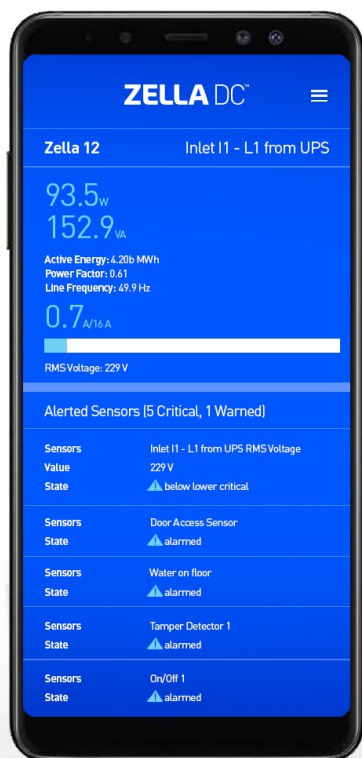 ZELLA DC™
Zella 12 Inlet I1 - L1 from UPS
93.5W
152.9VA
Active Energy: 4.20b MWh
Power Factor: 0.61
Line Frequency: 49.9 Hz
0.7A/16A
RMS Voltage: 229 V
Alerted Sensors (5 Critical, 1 Warned)
Sensors Inlet I1 - L1 from UPS RMS Voltage
Value 229 V
State below lower critical
Sensors Door Access Sensor
State alarmed
Sensors Water on floor
State alarmed
Sensors Tamper Detector 1
State alarmed
Sensors On/Off 1
State alarmed